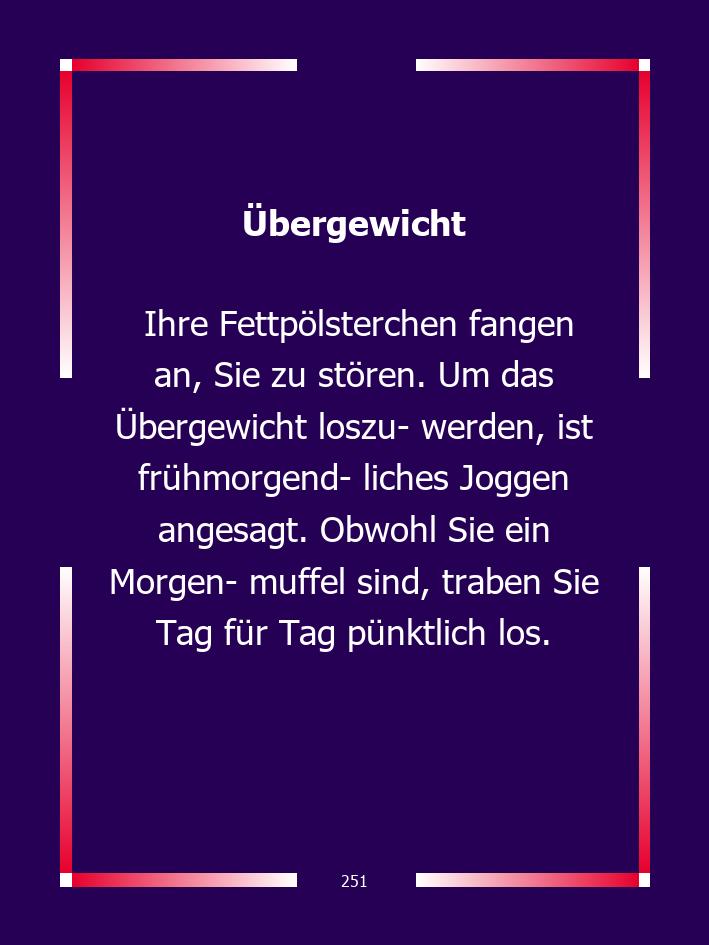 Übergewicht
Ihre Fettpölsterchen fangen
an, Sie zu stören. Um das
Übergewicht loszu- werden, ist
frühmorgend- liches Joggen
angesagt. Obwohl Sie ein
Morgen- muffel sind, traben Sie
Tag für Tag pünktlich los.
251